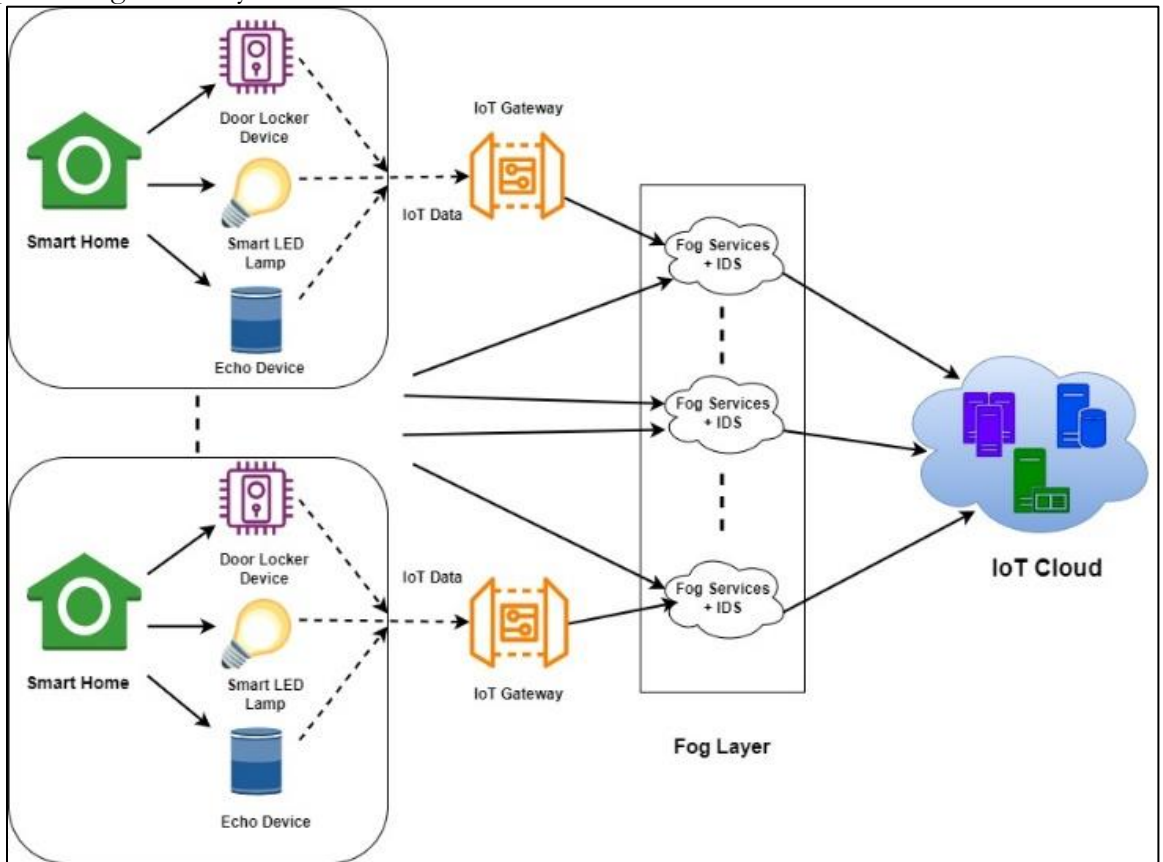 Door Locker
Device
Smart Home
Smart LED
Lamp
Echo Device
IoT Gateway
IoT Data
Fog Services
+ IDS
Fog Services
+ IDS
Fog Services
+ IDS
IoT Cloud
Door Locker
Device
Smart Home
Smart LED
Lamp
Echo Device
IoT Data
IoT Gateway
Fog Layer